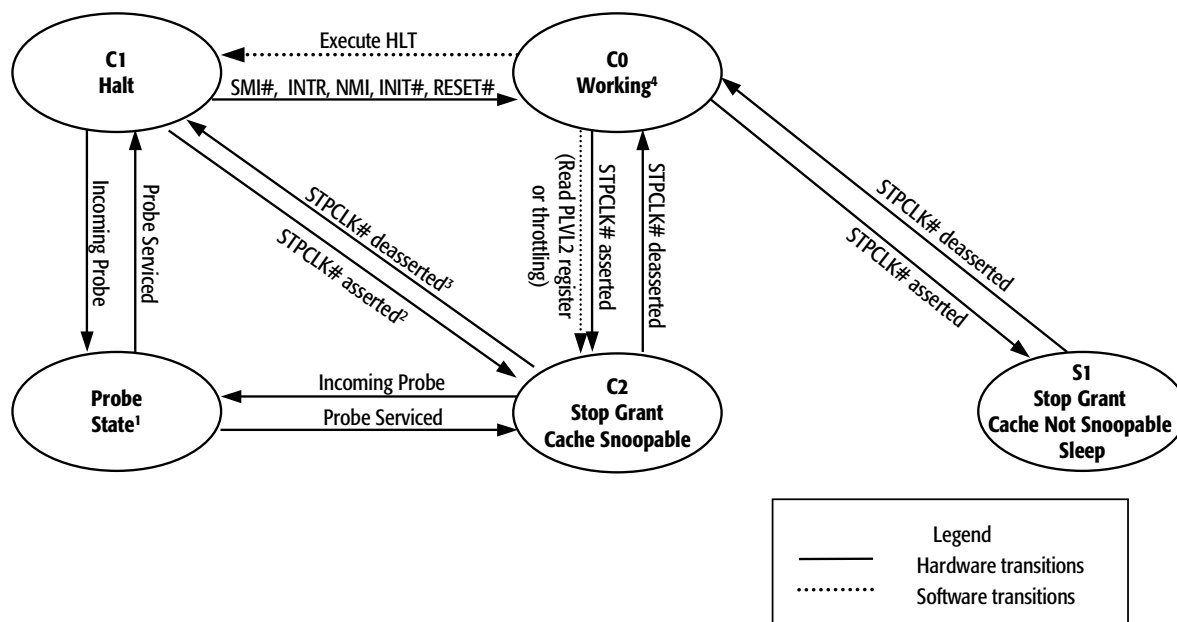 C1
Halt
Execute HLT
SMI#, INTR, NMI, INIT#, RESET#
C0
Working⁴
Incoming Probe
Probe Serviced
STPCLK# deasserted³
STPCLK# asserted²
(Read PLVL2 register
or throttling)
STPCLK# asserted
STPCLK# deasserted
STPCLK# deasserted
STPCLK# asserted
Probe
State¹
Incoming Probe
Probe Serviced
C2
Stop Grant
Cache Snoopable
S1
Stop Grant
Cache Not Snoopable
Sleep
Legend
Hardware transitions
Software transitions